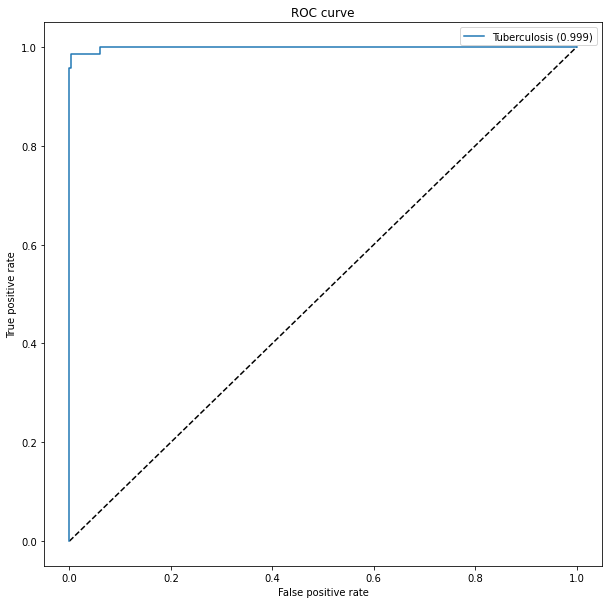 ROC curve
Tuberculosis (0.999)
True positive rate
1.0
0.8
0.6
0.4
0.2
0.0
0.0 0.2 0.4 0.6 0.8 1.0
False positive rate